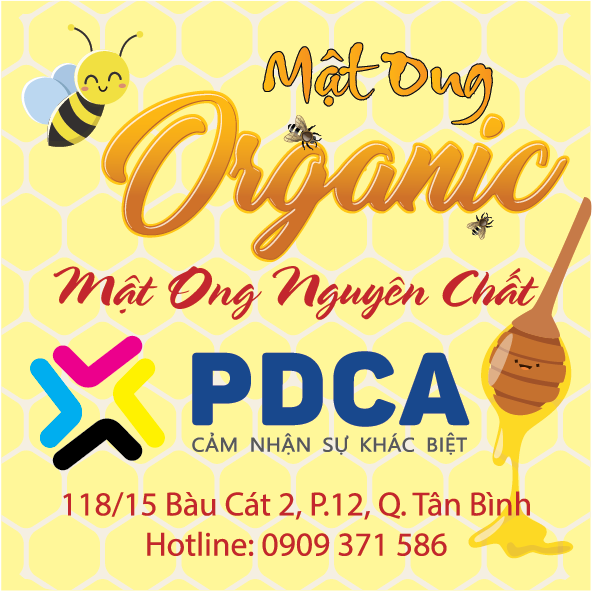 Mật Ong
Organic
Mật Ong Nguyên Chất
PDCA
CẢM NHẬN SỰ KHÁC BIỆT
118/15 Bàu Cát 2, P.12, Q. Tân Bình
Hotline: 0909 371 586